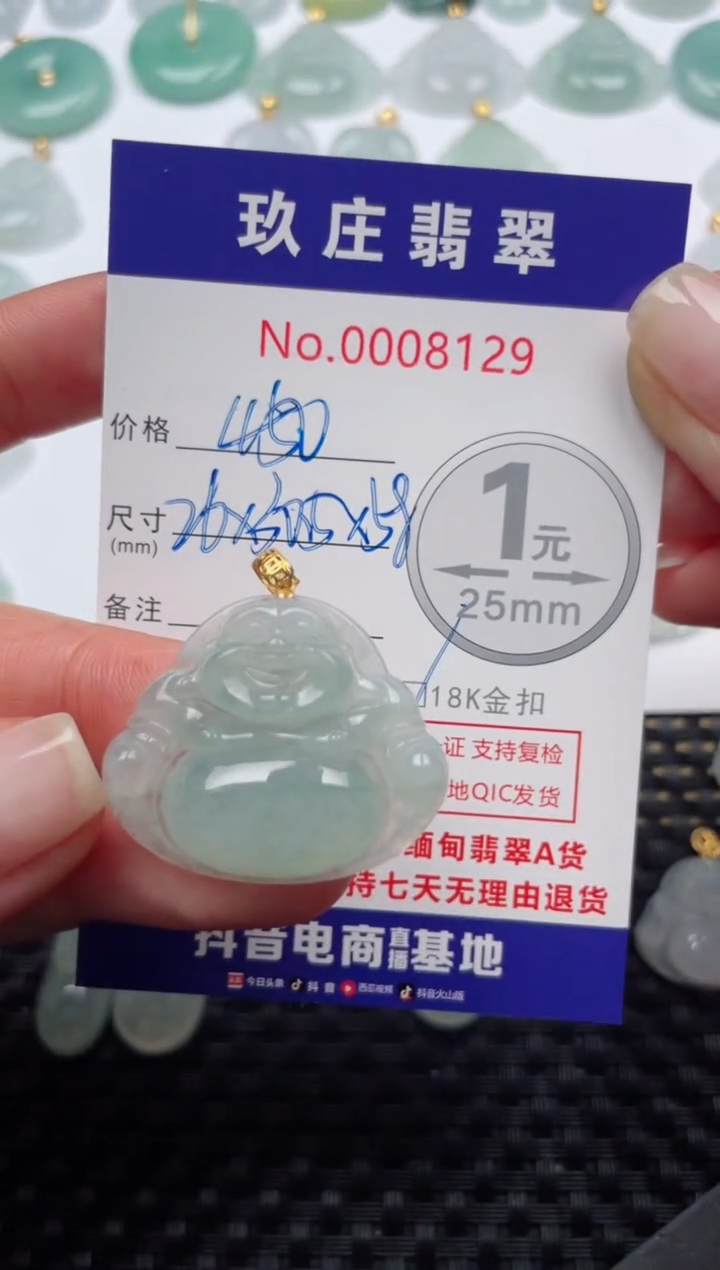 玖庄翡翠
No.0008129
价格 480
尺寸
(mm)
备注
1元
25mm
18K金扣
证 支持复检
地QIC发货
缅甸翡翠A货
持七天无理由退货
抖音电商直播基地
今日头条 抖音 西瓜视频 抖音火山版